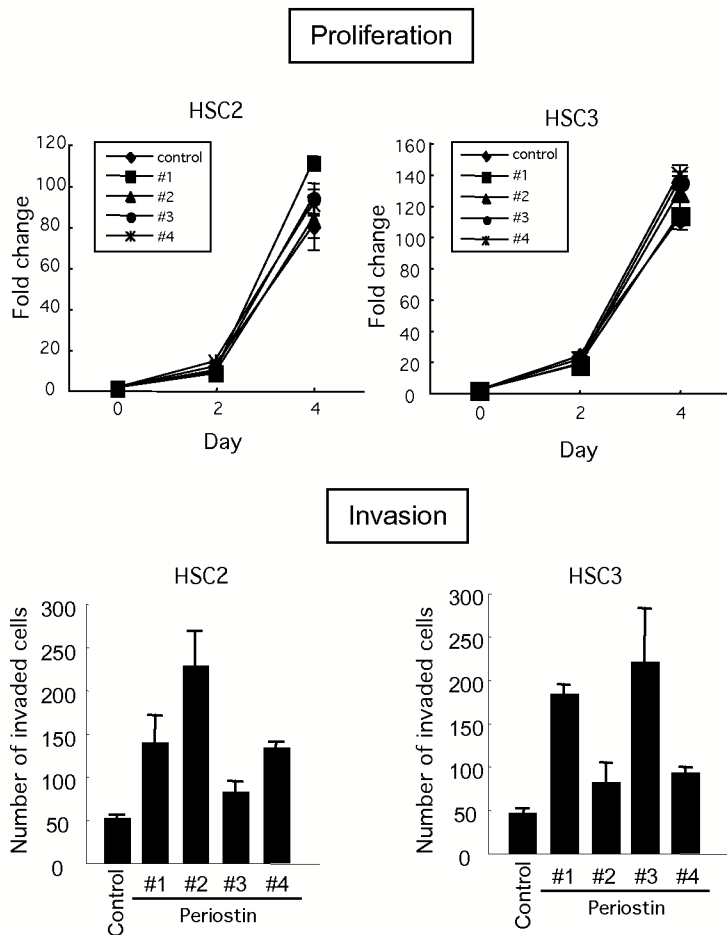 Proliferation
HSC2
Fold change
120
100
80
60
40
20
0
control
#1
#2
#3
#4
0 2 4
Day
HSC3
Fold change
160
140
120
100
80
60
40
20
0
control
#1
#2
#3
#4
0 2 4
Day
Invasion
HSC2
Number of invaded cells
300
250
200
150
100
50
0
Control
#1 #2 #3 #4
Periostin
HSC3
Number of invaded cells
300
250
200
150
100
50
0
Control
#1 #2 #3 #4
Periostin